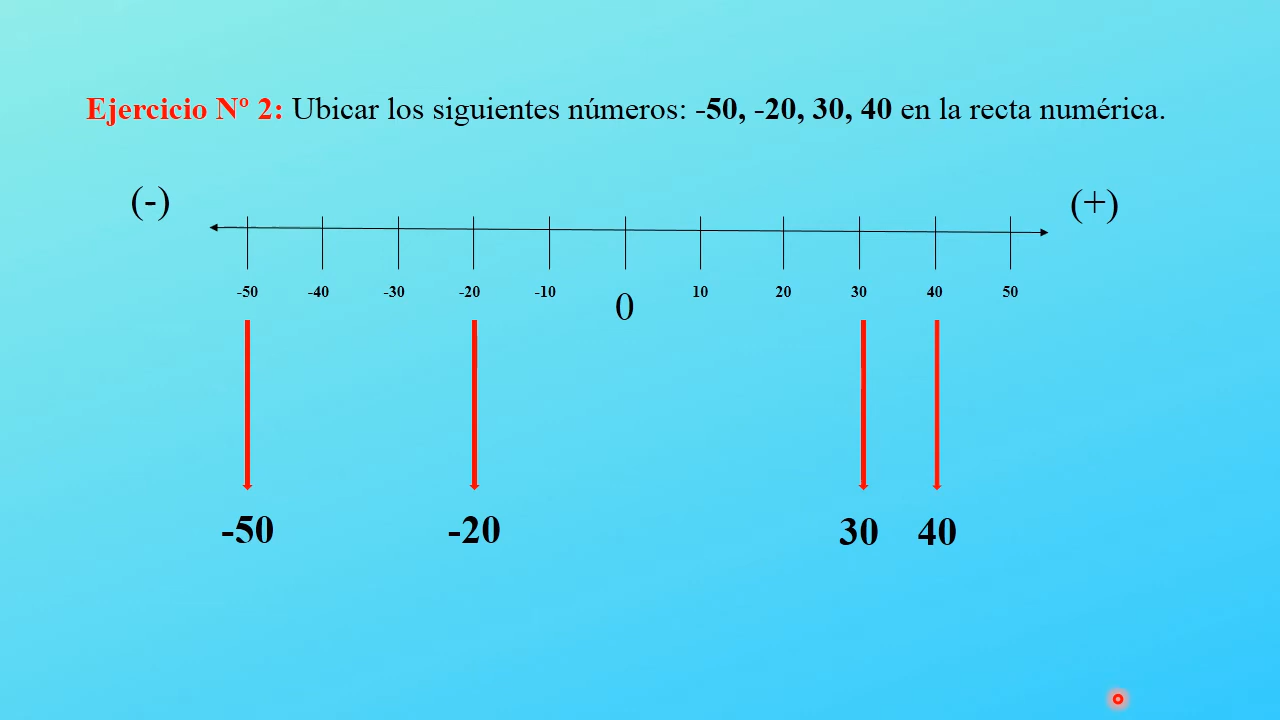 Ejercicio Nº 2: Ubicar los siguientes números: -50, -20, 30, 40 en la recta numérica.
(-) (+)
-50 -40 -30 -20 -10 0 10 20 30 40 50
-50 -20 30 40